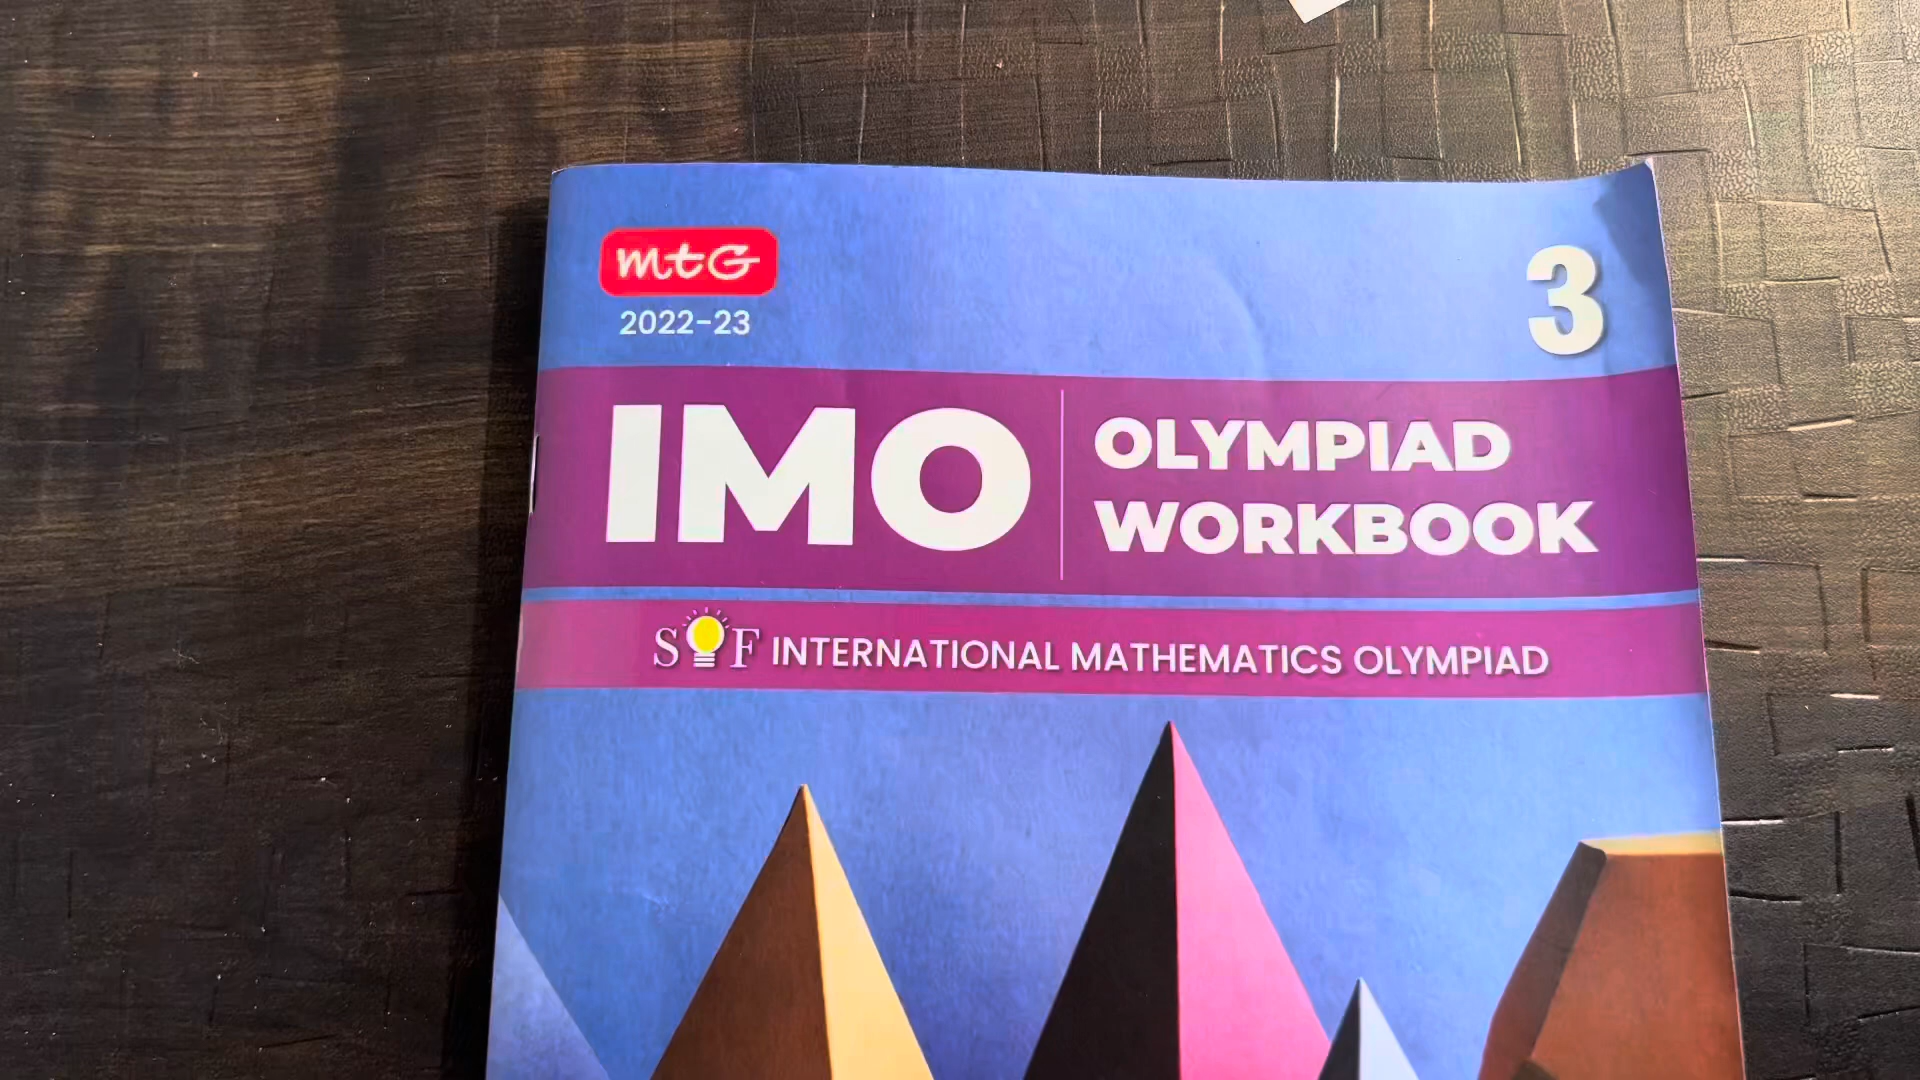 mtG
2022-23
3
IMO
OLYMPIAD
WORKBOOK
SOF INTERNATIONAL MATHEMATICS OLYMPIAD